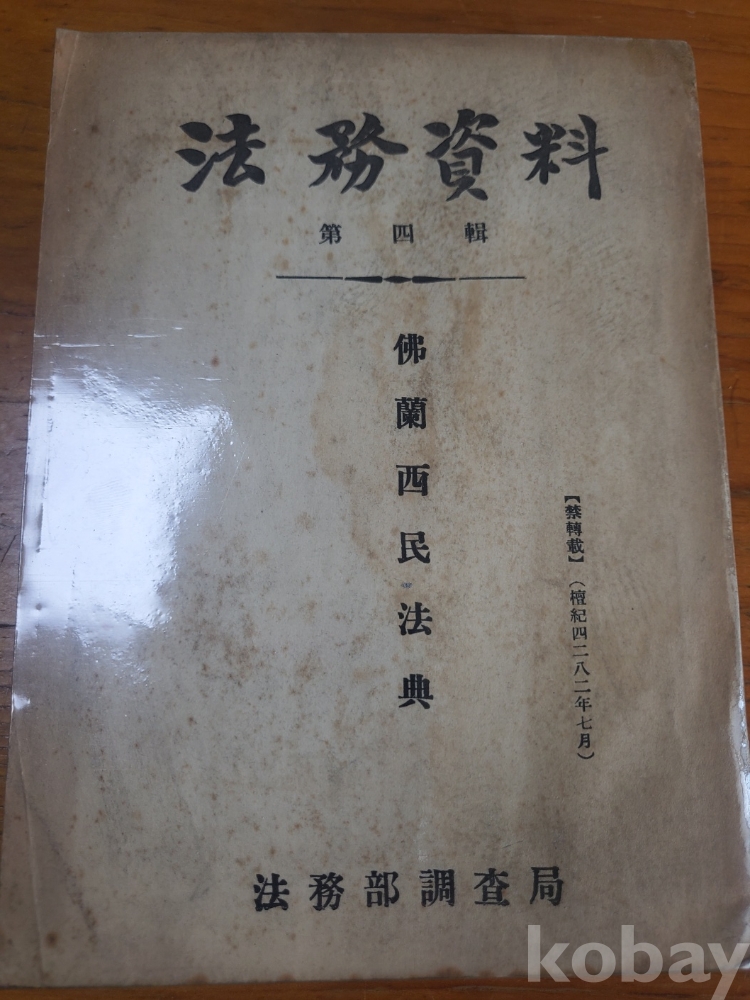 法務資料
第四輯
佛蘭西民法典
【禁轉載】(檀紀四二八二年七月)
法務部調査局
kobay